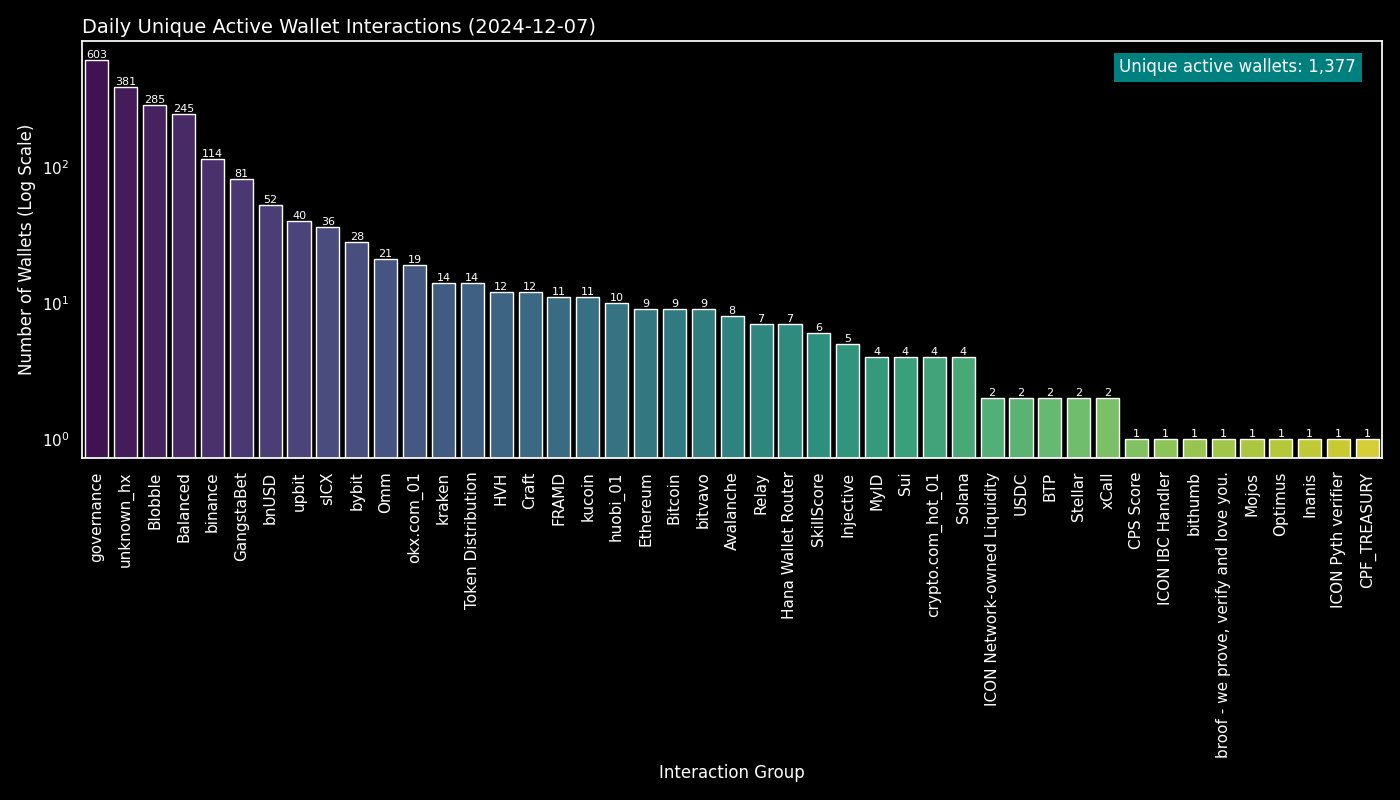 Daily Unique Active Wallet Interactions (2024-12-07)
Unique active wallets: 1,377
Number of Wallets (Log Scale)
10²
10¹
10⁰
603
381
285
245
114
81
52
40
36
28
21
19
14
14
12
12
11
11
10
9
9
9
8
7
7
6
5
4
4
4
4
2
2
2
2
2
1
1
1
1
1
1
1
1
1
governance
unknown_hx
Blobble
Balanced
binance
GangstaBet
bnUSD
upbit
sICX
bybit
Omm
okx.com_01
kraken
Token Distribution
HVH
Craft
FRAMD
kucoin
huobi_01
Ethereum
Bitcoin
bitvavo
Avalanche
Relay
Hana Wallet Router
SkillScore
Injective
MyID
Sui
crypto.com_hot_01
Solana
ICON Network-owned Liquidity
USDC
BTP
Stellar
xCall
CPS Score
ICON IBC Handler
bithumb
broof - we prove, verify and love you.
Mojos
Optimus
Inanis
ICON Pyth verifier
CPF_TREASURY
Interaction Group